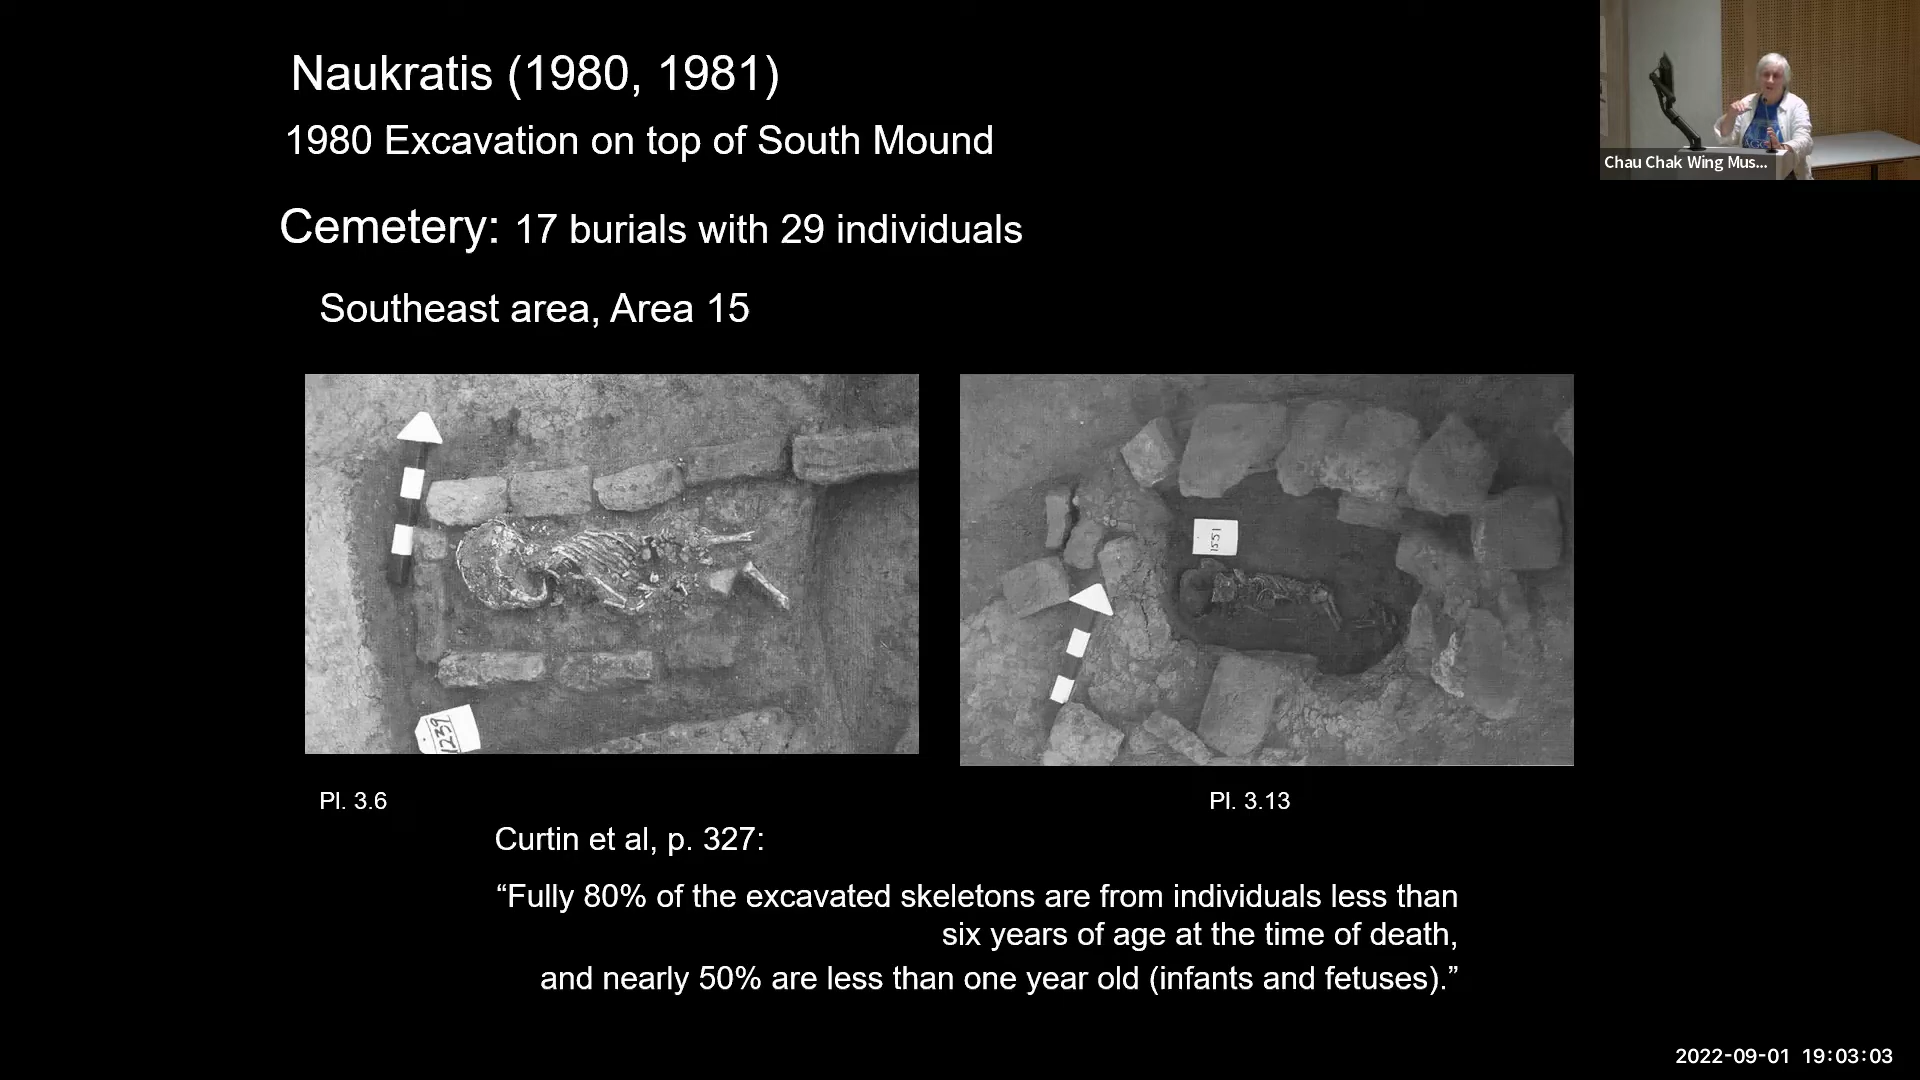 Naukratis (1980, 1981)
1980 Excavation on top of South Mound
Cemetery: 17 burials with 29 individuals
Southeast area, Area 15
1239
1551
Pl. 3.6
Pl. 3.13
Curtin et al, p. 327:
“Fully 80% of the excavated skeletons are from individuals less than
six years of age at the time of death,
and nearly 50% are less than one year old (infants and fetuses).”
Chau Chak Wing Mus...
2022-09-01 19:03:03